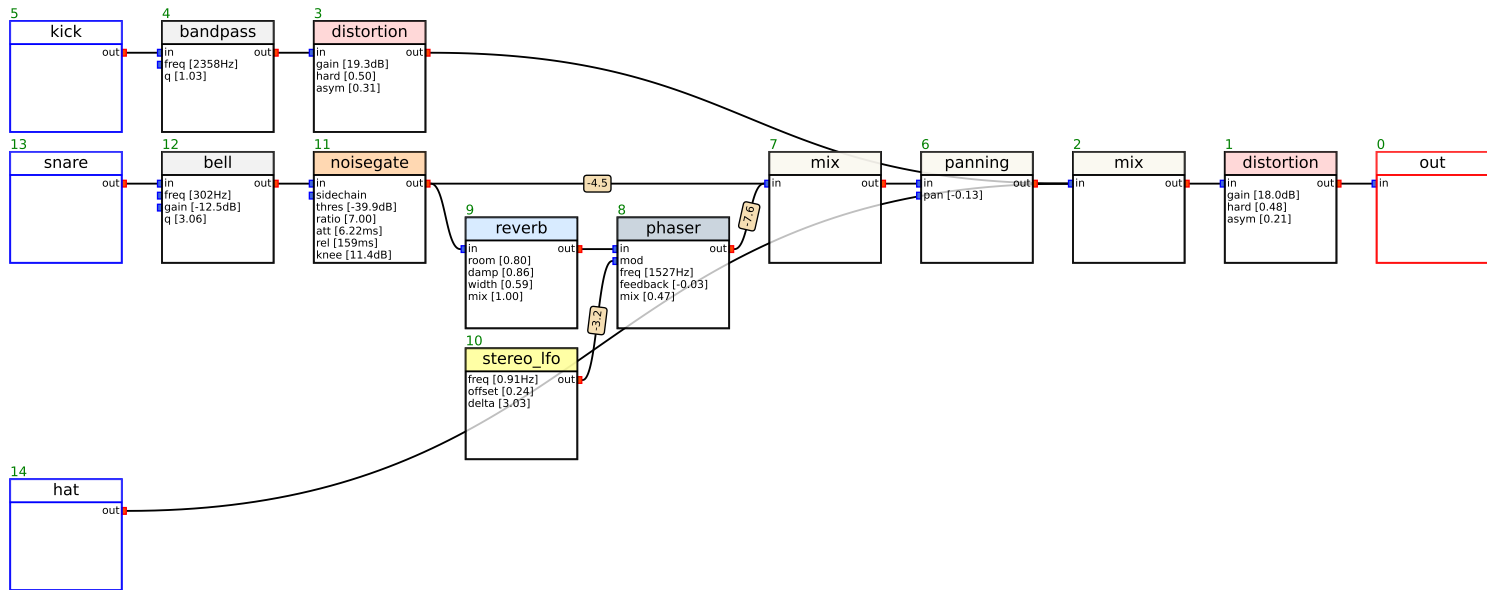 5
kick
out
4
bandpass
in out
freq [2358Hz]
q [1.03]
3
distortion
in out
gain [19.3dB]
hard [0.50]
asym [0.31]
13
snare
out
12
bell
in out
freq [302Hz]
gain [-12.5dB]
q [3.06]
11
noisegate
in out
sidechain
thres [-39.9dB]
ratio [7.00]
att [6.22ms]
rel [159ms]
knee [11.4dB]
-4.5
9
reverb
in out
room [0.80]
damp [0.86]
width [0.59]
mix [1.00]
8
phaser
in out
mod
freq [1527Hz]
feedback [-0.03]
mix [0.47]
-7.6
-3.2
10
stereo_lfo
freq [0.91Hz] out
offset [0.24]
delta [3.03]
7
mix
in out
6
panning
in out
pan [-0.13]
2
mix
in out
1
distortion
in out
gain [18.0dB]
hard [0.48]
asym [0.21]
0
out
in
14
hat
out